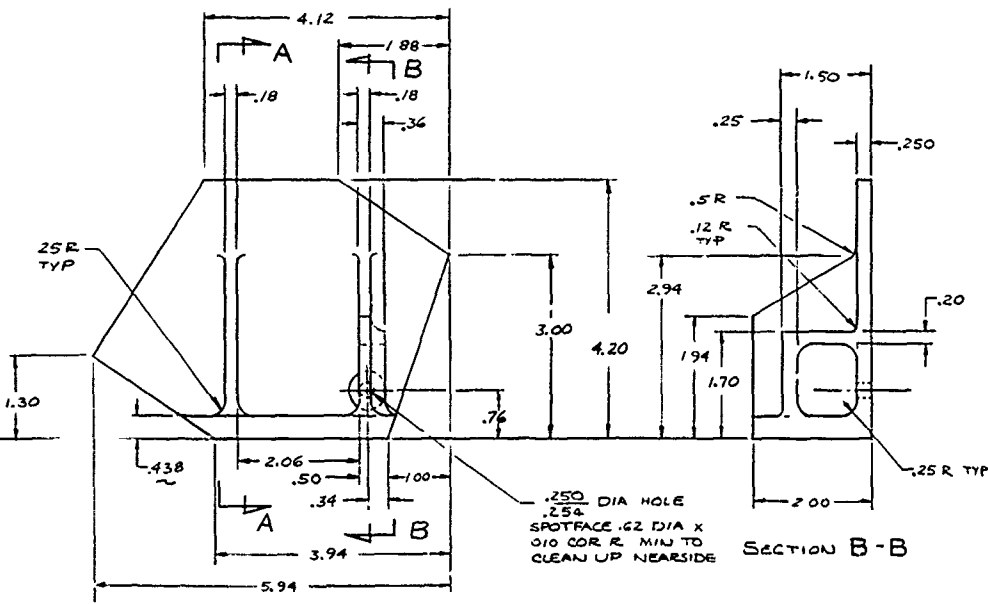 4.12
1.88
A
B
.18
.18
.36
1.50
.25
.250
.5 R
.12 R
TYP
.25 R
TYP
2.94
.20
3.00
4.20
1.94
1.70
1.30
.76
.438
2.06
.50
1.00
.34
.25 R TYP
A
B
2.00
.250
.254 DIA HOLE
SPOTFACE .62 DIA X
.010 COR R MIN TO
CLEAN UP NEARSIDE
SECTION B-B
3.94
5.94